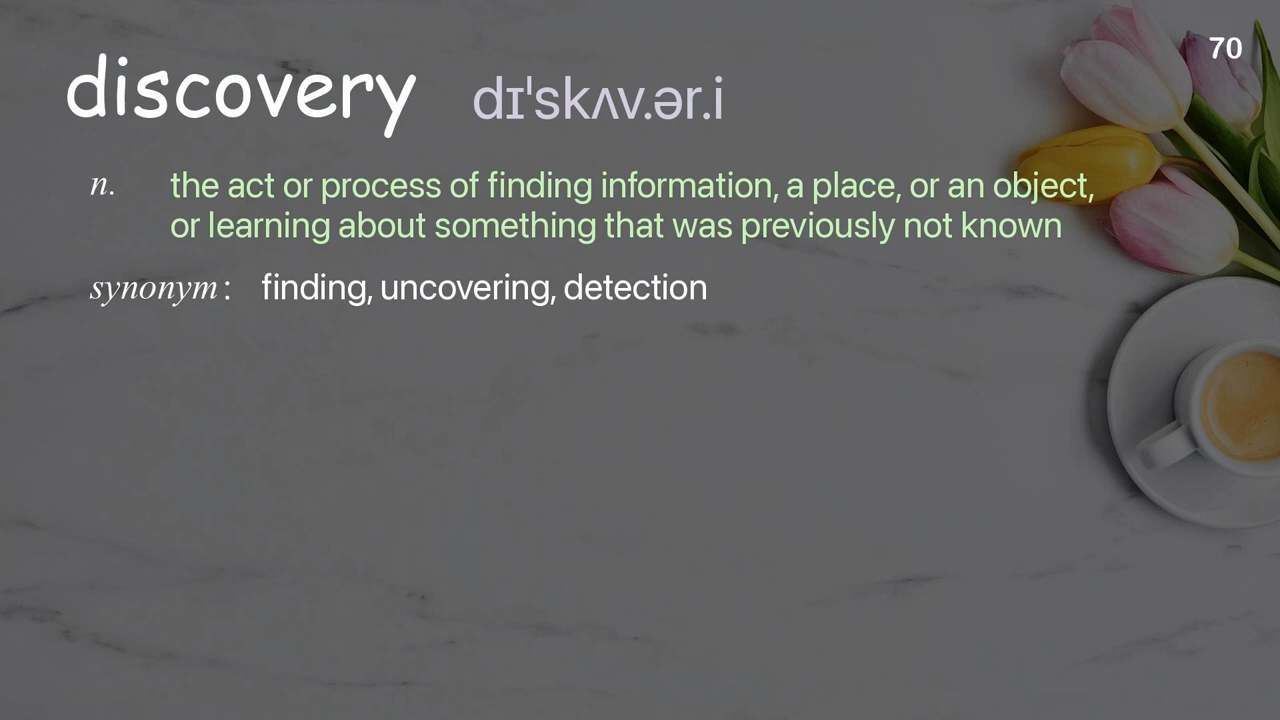 70
discovery dɪˈskʌv.ər.i
n. the act or process of finding information, a place, or an object,
or learning about something that was previously not known
synonym: finding, uncovering, detection